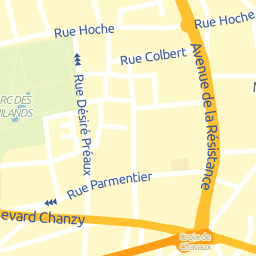 Rue Hoche
Rue Hoche
Rue Colbert
Avenue de la Résistance
Rue Désiré Préaux
RC DES
ILANDS
Rue Parmentier
evard Chanzy
Croix de
Chavaux